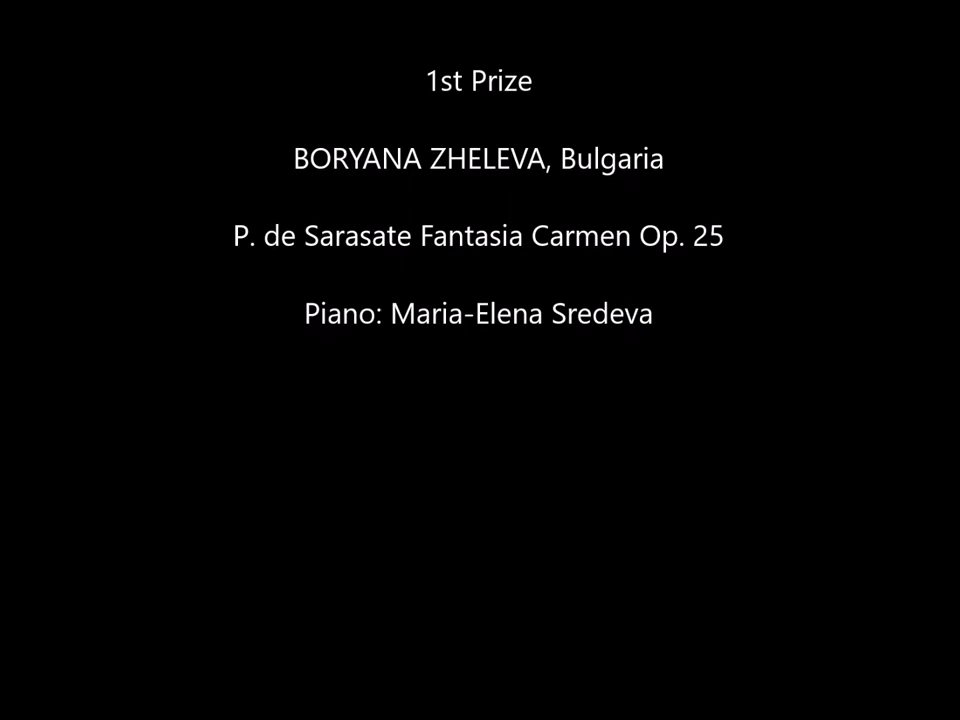 1st Prize
BORYANA ZHELEVA, Bulgaria
P. de Sarasate Fantasia Carmen Op. 25
Piano: Maria-Elena Sredeva